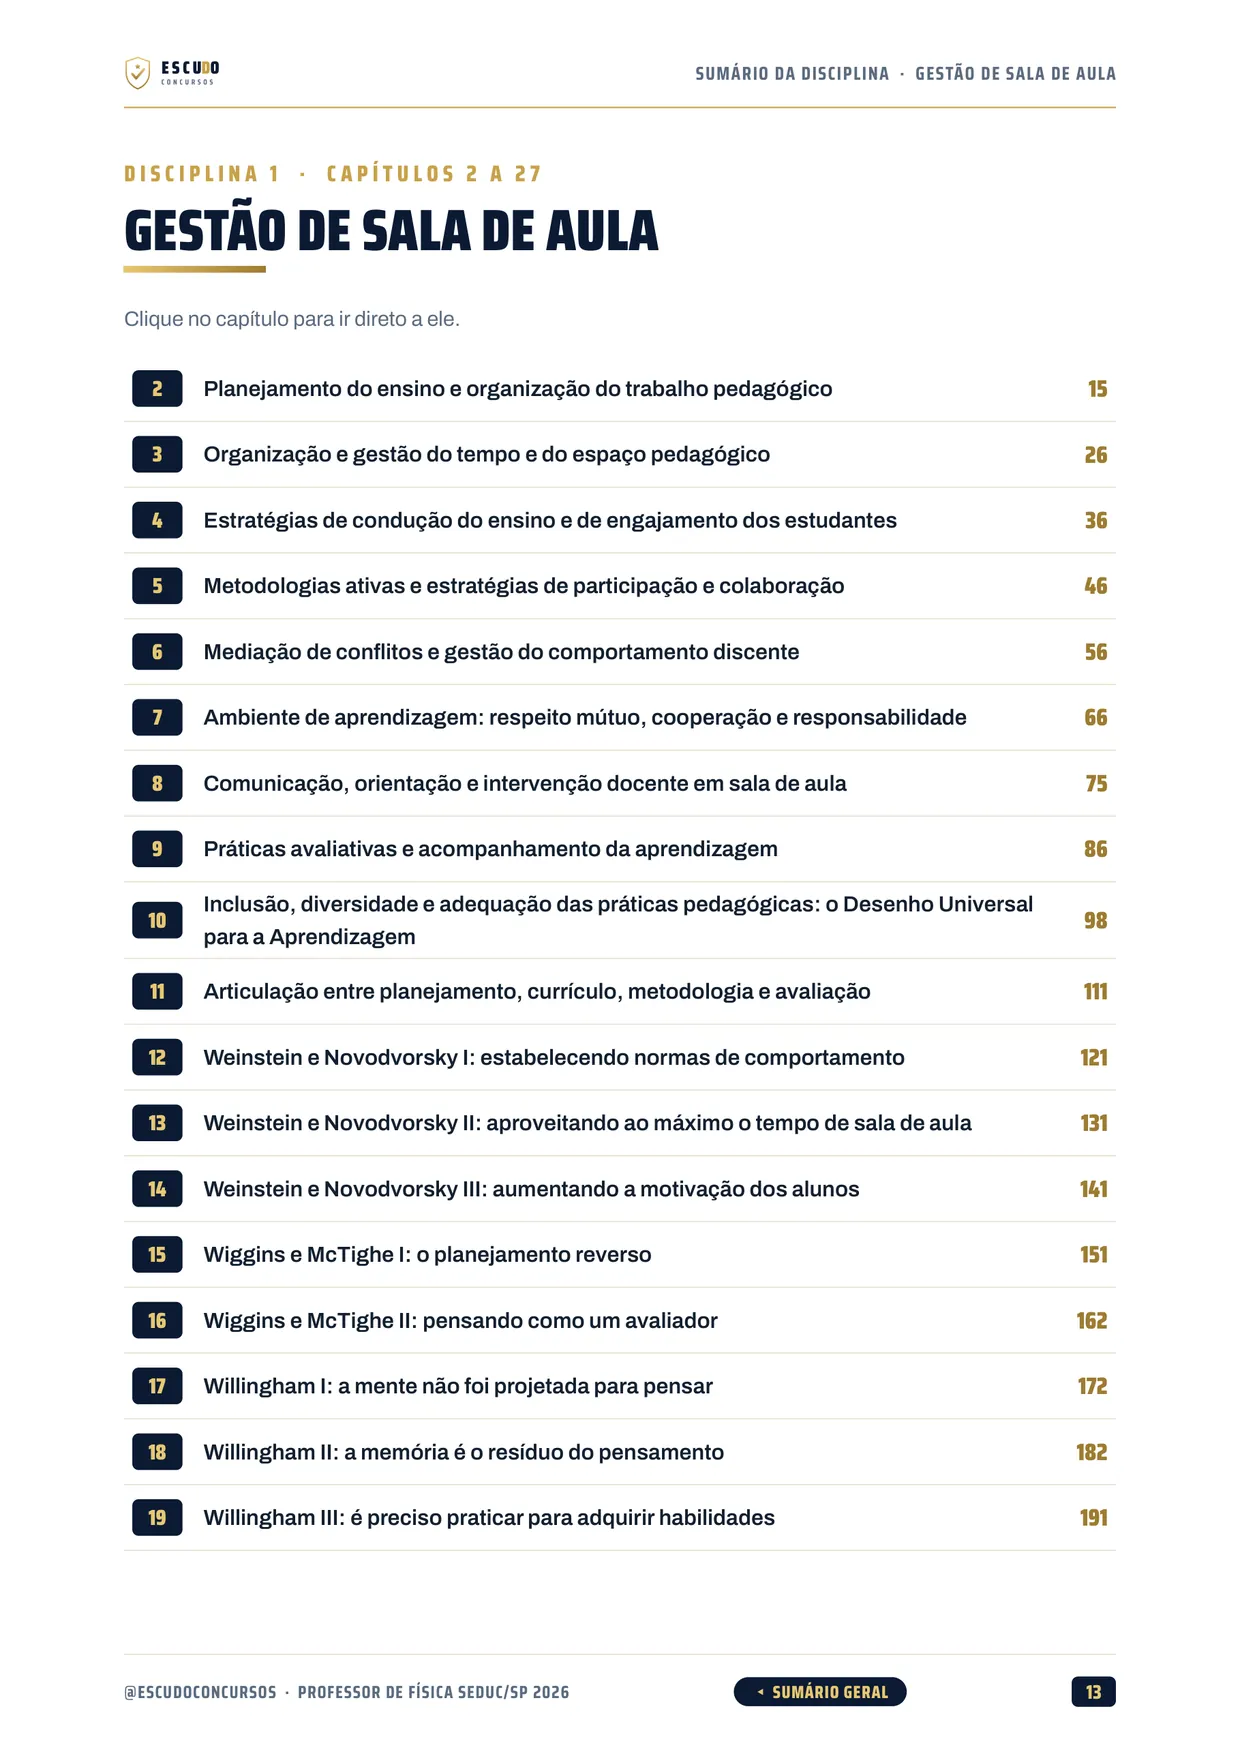 ESCUDO
CONCURSOS
SUMÁRIO DA DISCIPLINA · GESTÃO DE SALA DE AULA
DISCIPLINA 1 · CAPÍTULOS 2 A 27
GESTÃO DE SALA DE AULA
Clique no capítulo para ir direto a ele.
2 Planejamento do ensino e organização do trabalho pedagógico 15
3 Organização e gestão do tempo e do espaço pedagógico 26
4 Estratégias de condução do ensino e de engajamento dos estudantes 36
5 Metodologias ativas e estratégias de participação e colaboração 46
6 Mediação de conflitos e gestão do comportamento discente 56
7 Ambiente de aprendizagem: respeito mútuo, cooperação e responsabilidade 66
8 Comunicação, orientação e intervenção docente em sala de aula 75
9 Práticas avaliativas e acompanhamento da aprendizagem 86
10 Inclusão, diversidade e adequação das práticas pedagógicas: o Desenho Universal
para a Aprendizagem 98
11 Articulação entre planejamento, currículo, metodologia e avaliação 111
12 Weinstein e Novodvorsky I: estabelecendo normas de comportamento 121
13 Weinstein e Novodvorsky II: aproveitando ao máximo o tempo de sala de aula 131
14 Weinstein e Novodvorsky III: aumentando a motivação dos alunos 141
15 Wiggins e McTighe I: o planejamento reverso 151
16 Wiggins e McTighe II: pensando como um avaliador 162
17 Willingham I: a mente não foi projetada para pensar 172
18 Willingham II: a memória é o resíduo do pensamento 182
19 Willingham III: é preciso praticar para adquirir habilidades 191
@ESCUDOCONCURSOS · PROFESSOR DE FÍSICA SEDUC/SP 2026
◂ SUMÁRIO GERAL
13